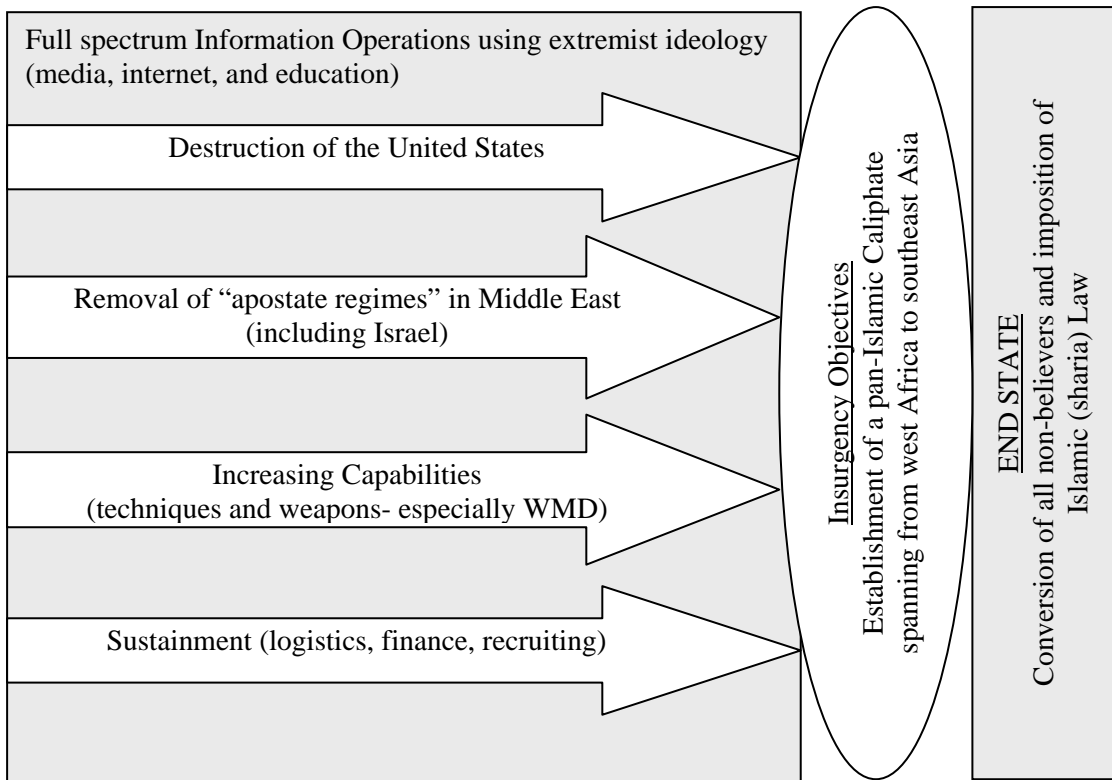 Full spectrum Information Operations using extremist ideology
(media, internet, and education)
Destruction of the United States
Removal of “apostate regimes” in Middle East
(including Israel)
Increasing Capabilities
(techniques and weapons- especially WMD)
Sustainment (logistics, finance, recruiting)
Insurgency Objectives
Establishment of a pan-Islamic Caliphate
spanning from west Africa to southeast Asia
END STATE
Conversion of all non-believers and imposition of
Islamic (sharia) Law